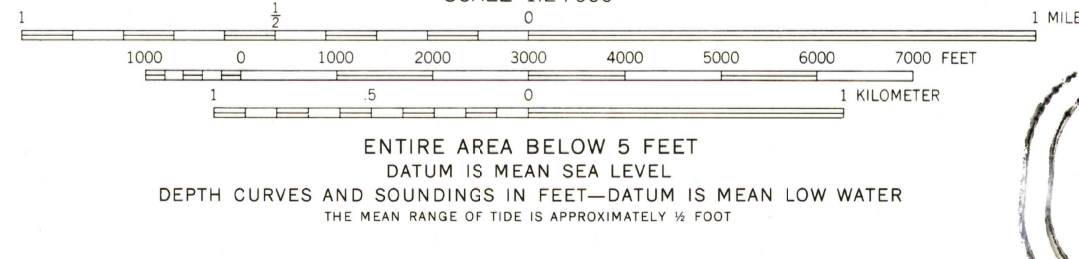 1 ½ 0 1 MILE
1000 0 1000 2000 3000 4000 5000 6000 7000 FEET
1 .5 0 1 KILOMETER
ENTIRE AREA BELOW 5 FEET
DATUM IS MEAN SEA LEVEL
DEPTH CURVES AND SOUNDINGS IN FEET—DATUM IS MEAN LOW WATER
THE MEAN RANGE OF TIDE IS APPROXIMATELY ½ FOOT